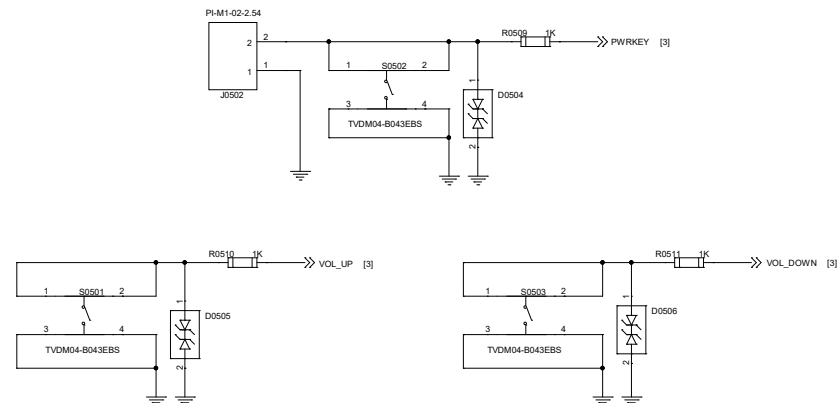 PI-M1-02-2.54
2
2
1
1
J0502
R0509 1K
PWRKEY [3]
1 S0502 2
3 4
TVDM04-B043EBS
1
D0504
2
R0510 1K
VOL_UP [3]
1 S0501 2
3 4
TVDM04-B043EBS
1
D0505
2
R0511 1K
VOL_DOWN [3]
1 S0503 2
3 4
TVDM04-B043EBS
1
D0506
2